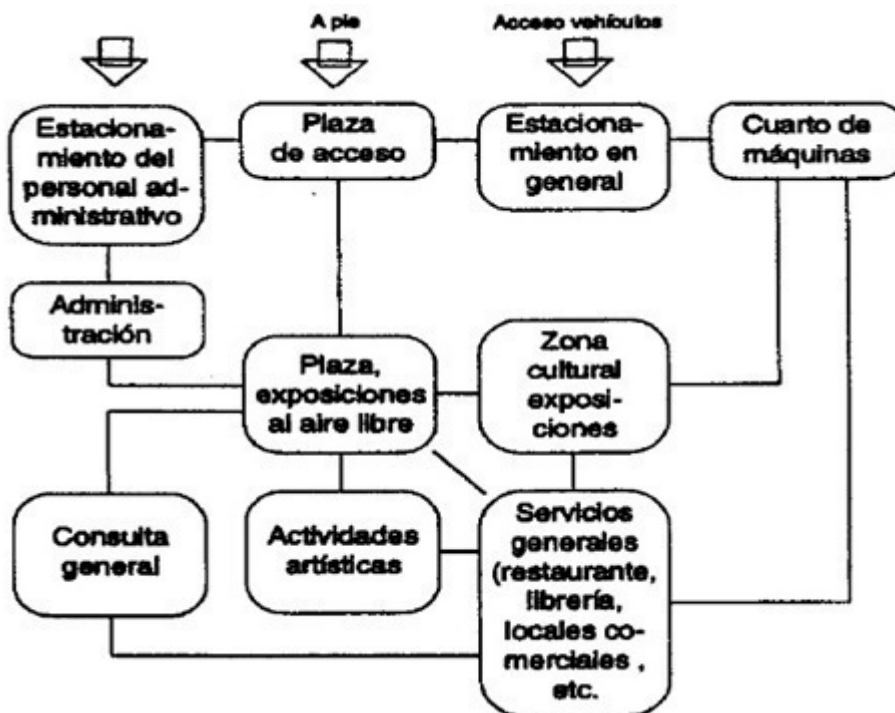 A pie
Acceso vehículos
Estaciona-
miento del
personal ad-
ministrativo
Plaza
de acceso
Estaciona-
miento en
general
Cuarto de
máquinas
Adminis-
tración
Plaza,
exposiciones
al aire libre
Zona
cultural
exposi-
ciones
Consulta
general
Actividades
artísticas
Servicios
generales
(restaurante,
librería,
locales co-
merciales ,
etc.